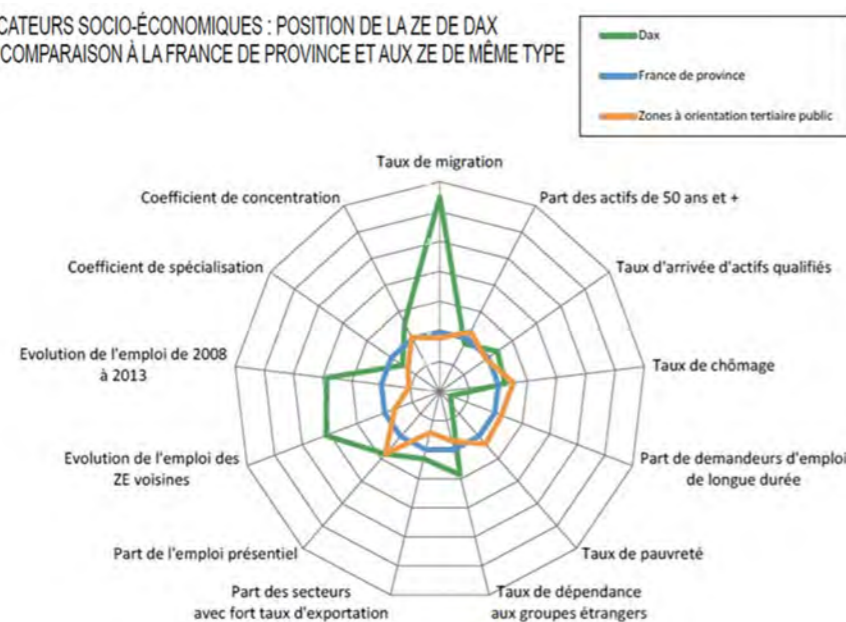 CATEURS SOCIO-ÉCONOMIQUES : POSITION DE LA ZE DE DAX
COMPARAISON À LA FRANCE DE PROVINCE ET AUX ZE DE MÊME TYPE
Dax
France de province
Zones à orientation tertiaire public
Taux de migration
Part des actifs de 50 ans et +
Taux d'arrivée d'actifs qualifiés
Taux de chômage
Part de demandeurs d'emploi
de longue durée
Taux de pauvreté
Taux de dépendance
aux groupes étrangers
Part des secteurs
avec fort taux d'exportation
Part de l'emploi présentiel
Evolution de l'emploi des
ZE voisines
Evolution de l'emploi de 2008
à 2013
Coefficient de spécialisation
Coefficient de concentration